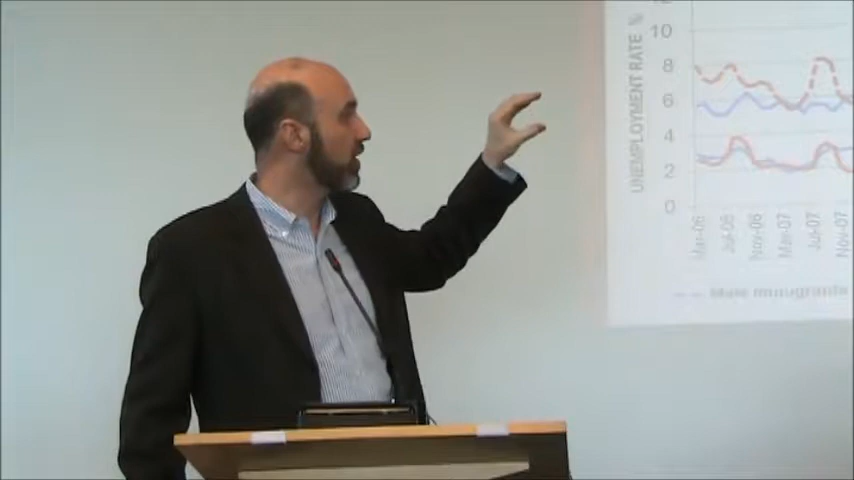 UNEMPLOYMENT RATE %
10
8
6
4
2
0
Mar-06
Jul-06
Nov-06
Mar-07
Jul-07
Nov-07
Male immigrants